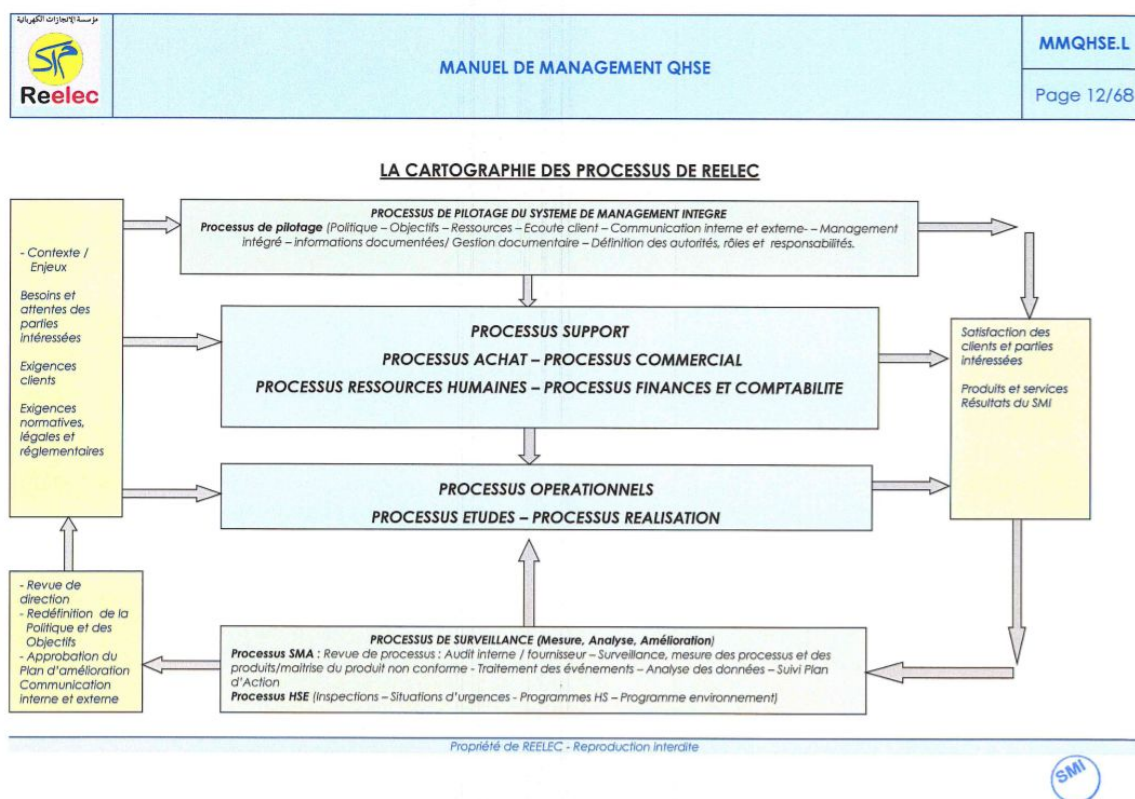 مؤسسة الانجازات الكهربائية
Reelec
MANUEL DE MANAGEMENT QHSE
MMQHSE.L
Page 12/68
LA CARTOGRAPHIE DES PROCESSUS DE REELEC
- Contexte /
Enjeux
Besoins et
attentes des
parties
intéressées
Exigences
clients
Exigences
normatives,
légales et
réglementaires
PROCESSUS DE PILOTAGE DU SYSTEME DE MANAGEMENT INTEGRE
Processus de pilotage (Politique – Objectifs – Ressources – Ecoute client – Communication interne et externe- – Management
intégré – informations documentées/ Gestion documentaire – Définition des autorités, rôles et responsabilités.
PROCESSUS SUPPORT
PROCESSUS ACHAT – PROCESSUS COMMERCIAL
PROCESSUS RESSOURCES HUMAINES – PROCESSUS FINANCES ET COMPTABILITE
Satisfaction des
clients et parties
intéressées
Produits et services
Résultats du SMI
PROCESSUS OPERATIONNELS
PROCESSUS ETUDES – PROCESSUS REALISATION
- Revue de
direction
- Redéfinition de la
Politique et des
Objectifs
- Approbation du
Plan d'amélioration
Communication
interne et externe
PROCESSUS DE SURVEILLANCE (Mesure, Analyse, Amélioration)
Processus SMA : Revue de processus : Audit interne / fournisseur – Surveillance, mesure des processus et des
produits/maitrise du produit non conforme - Traitement des événements – Analyse des données – Suivi Plan
d'Action
Processus HSE (Inspections – Situations d'urgences - Programmes HS – Programme environnement)
Propriété de REELEC - Reproduction interdite
SMI